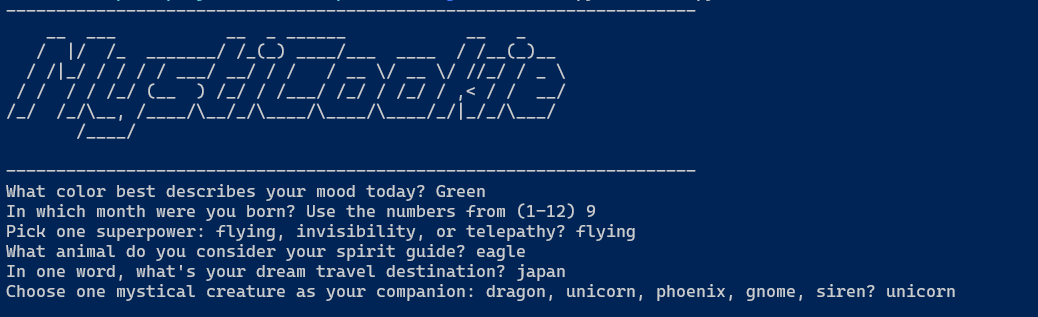 MystiCookie
What color best describes your mood today? Green
In which month were you born? Use the numbers from (1-12) 9
Pick one superpower: flying, invisibility, or telepathy? flying
What animal do you consider your spirit guide? eagle
In one word, what's your dream travel destination? japan
Choose one mystical creature as your companion: dragon, unicorn, phoenix, gnome, siren? unicorn